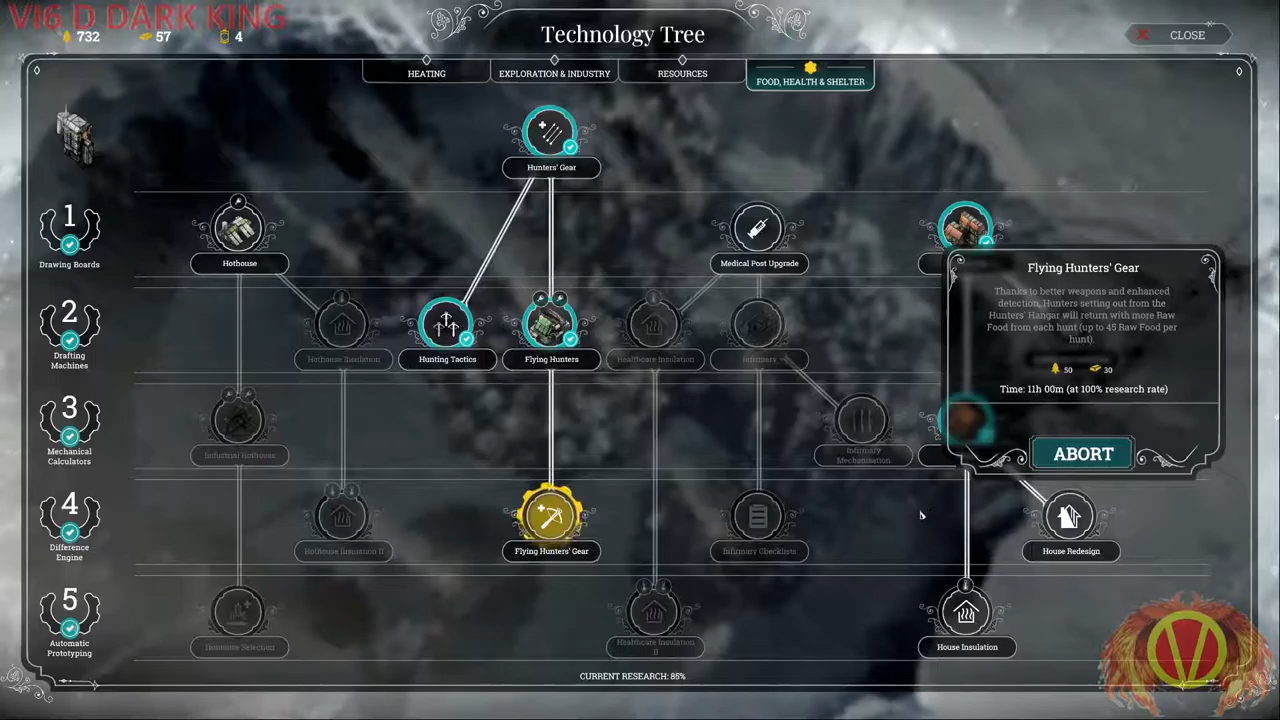 VI6 D DARK KING
732
57
4
Technology Tree
CLOSE
HEATING
EXPLORATION & INDUSTRY
RESOURCES
FOOD, HEALTH & SHELTER
Hunters' Gear
1
Drawing Boards
Hothouse
Medical Post Upgrade
Flying Hunters' Gear
Thanks to better weapons and enhanced
detection, Hunters setting out from the
Hunters' Hangar will return with more Raw
Food from each hunt (up to 45 Raw Food per
hunt).
50
30
Time: 11h 00m (at 100% research rate)
ABORT
2
Drafting
Machines
Hothouse Insulation
Hunting Tactics
Flying Hunters
Healthcare Insulation
Infirmary
3
Mechanical
Calculators
Industrial Hothouse
Infirmary
Mechanisation
4
Difference
Engine
Hothouse Insulation II
Flying Hunters' Gear
Infirmary Checklists
House Redesign
5
Automatic
Prototyping
Healthcare Insulation
II
House Insulation
CURRENT RESEARCH: 85%
V